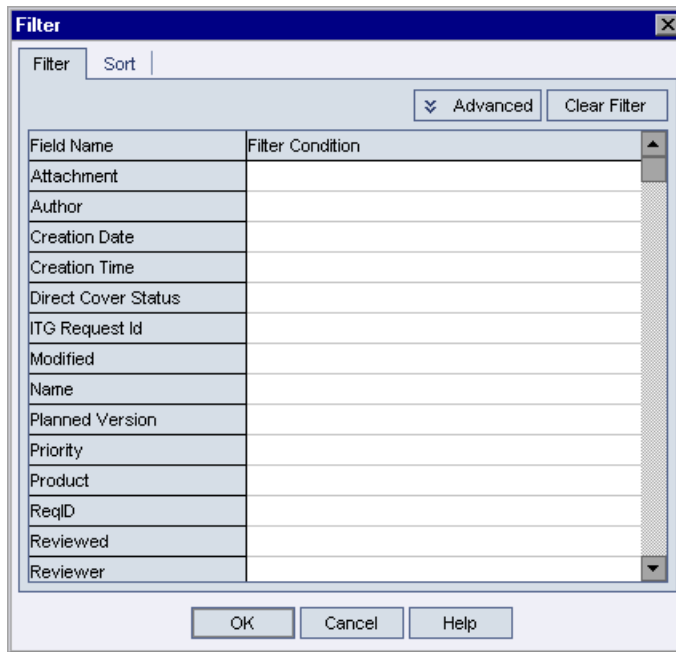 Filter
Filter Sort
Advanced Clear Filter
Field Name Filter Condition
Attachment
Author
Creation Date
Creation Time
Direct Cover Status
ITG Request Id
Modified
Name
Planned Version
Priority
Product
ReqID
Reviewed
Reviewer
OK Cancel Help